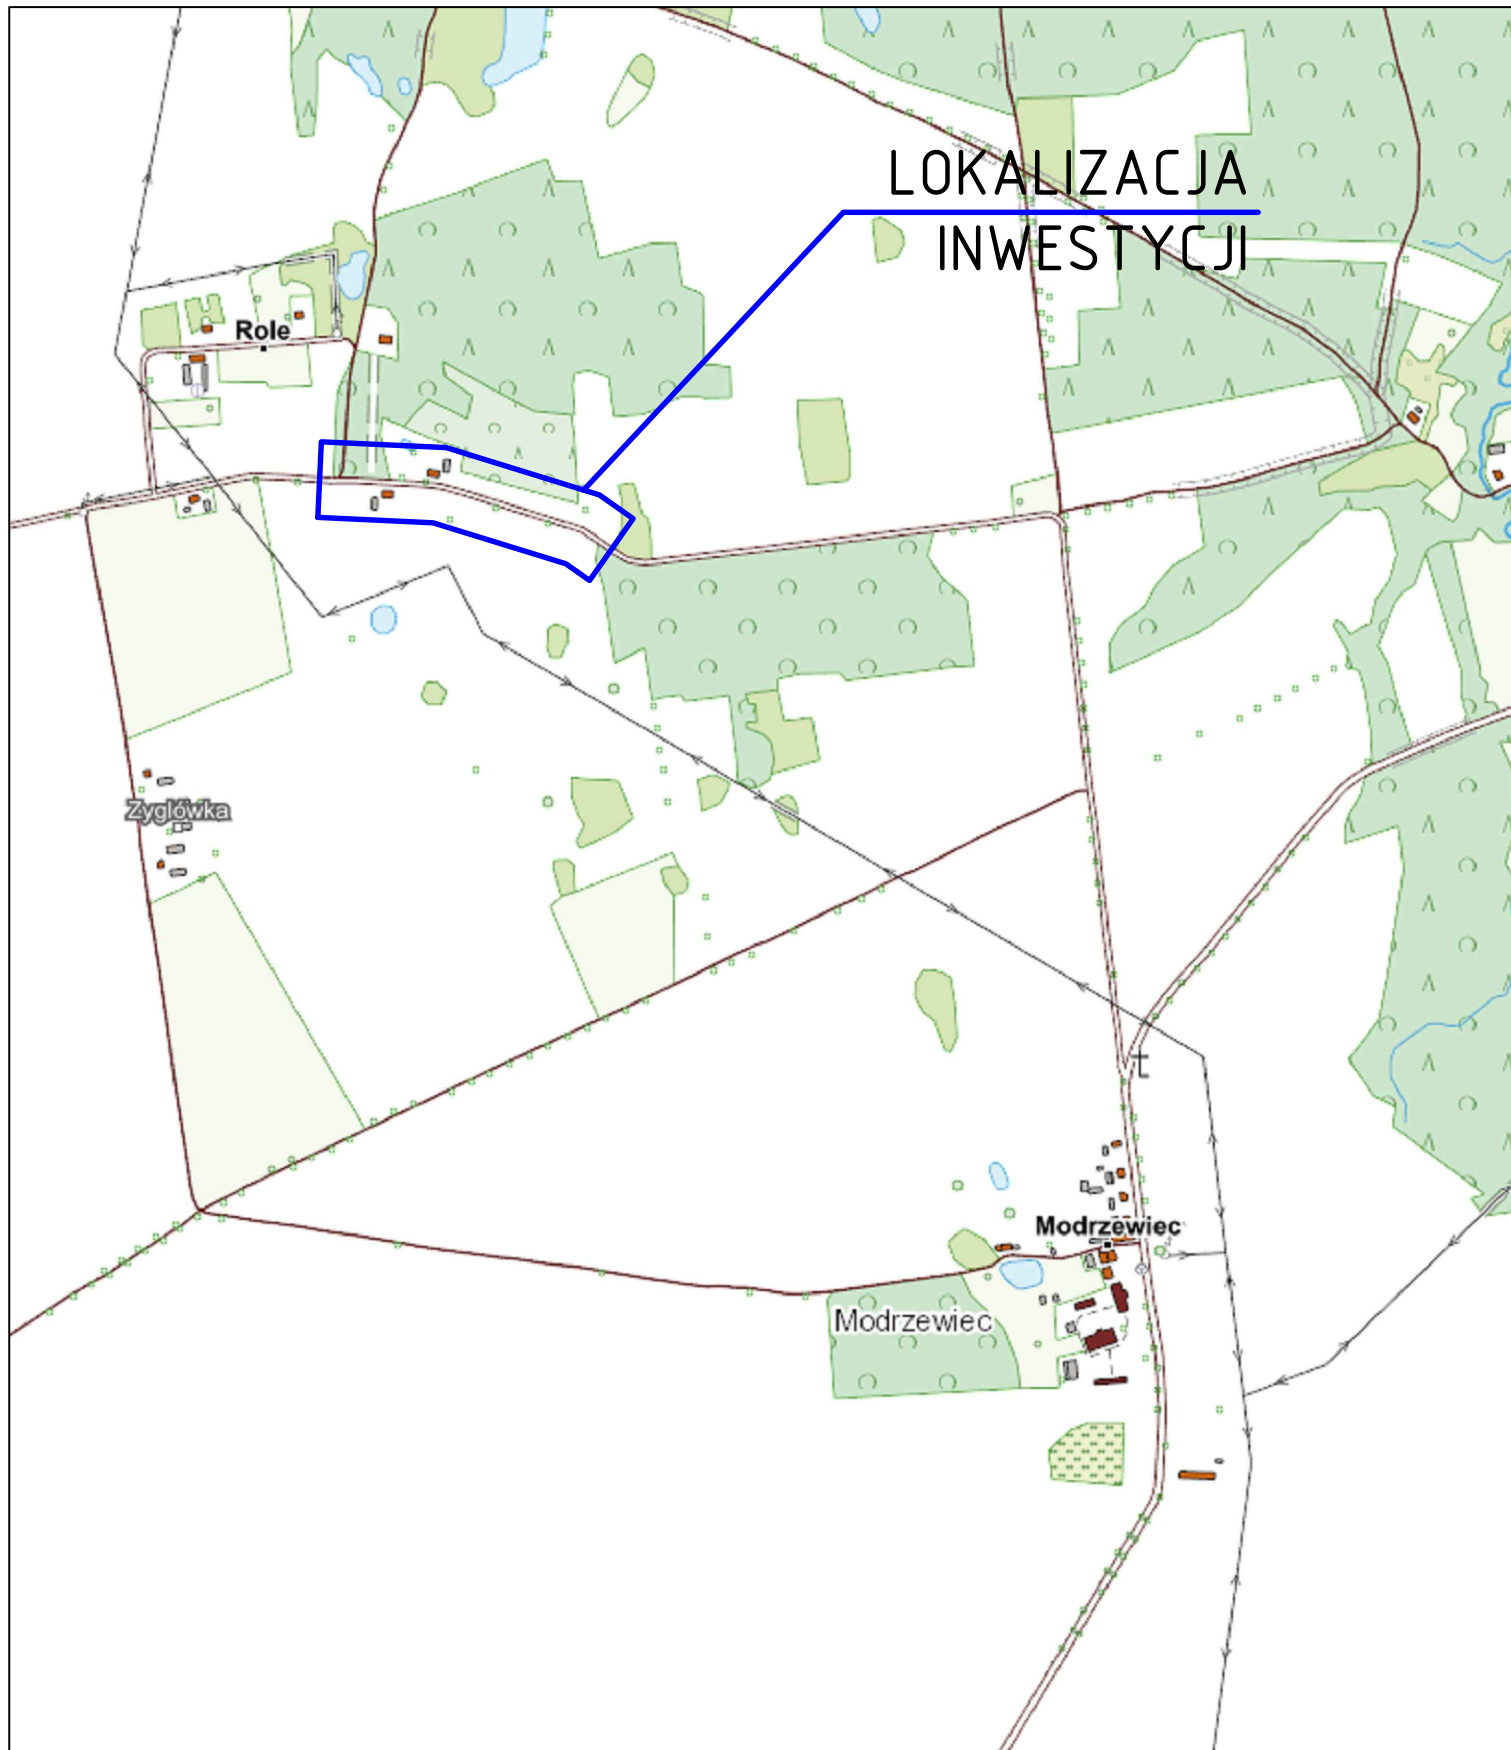 LOKALIZACJA
INWESTYCJI
Role
Zyglówka
Modrzewiec
Modrzewiec